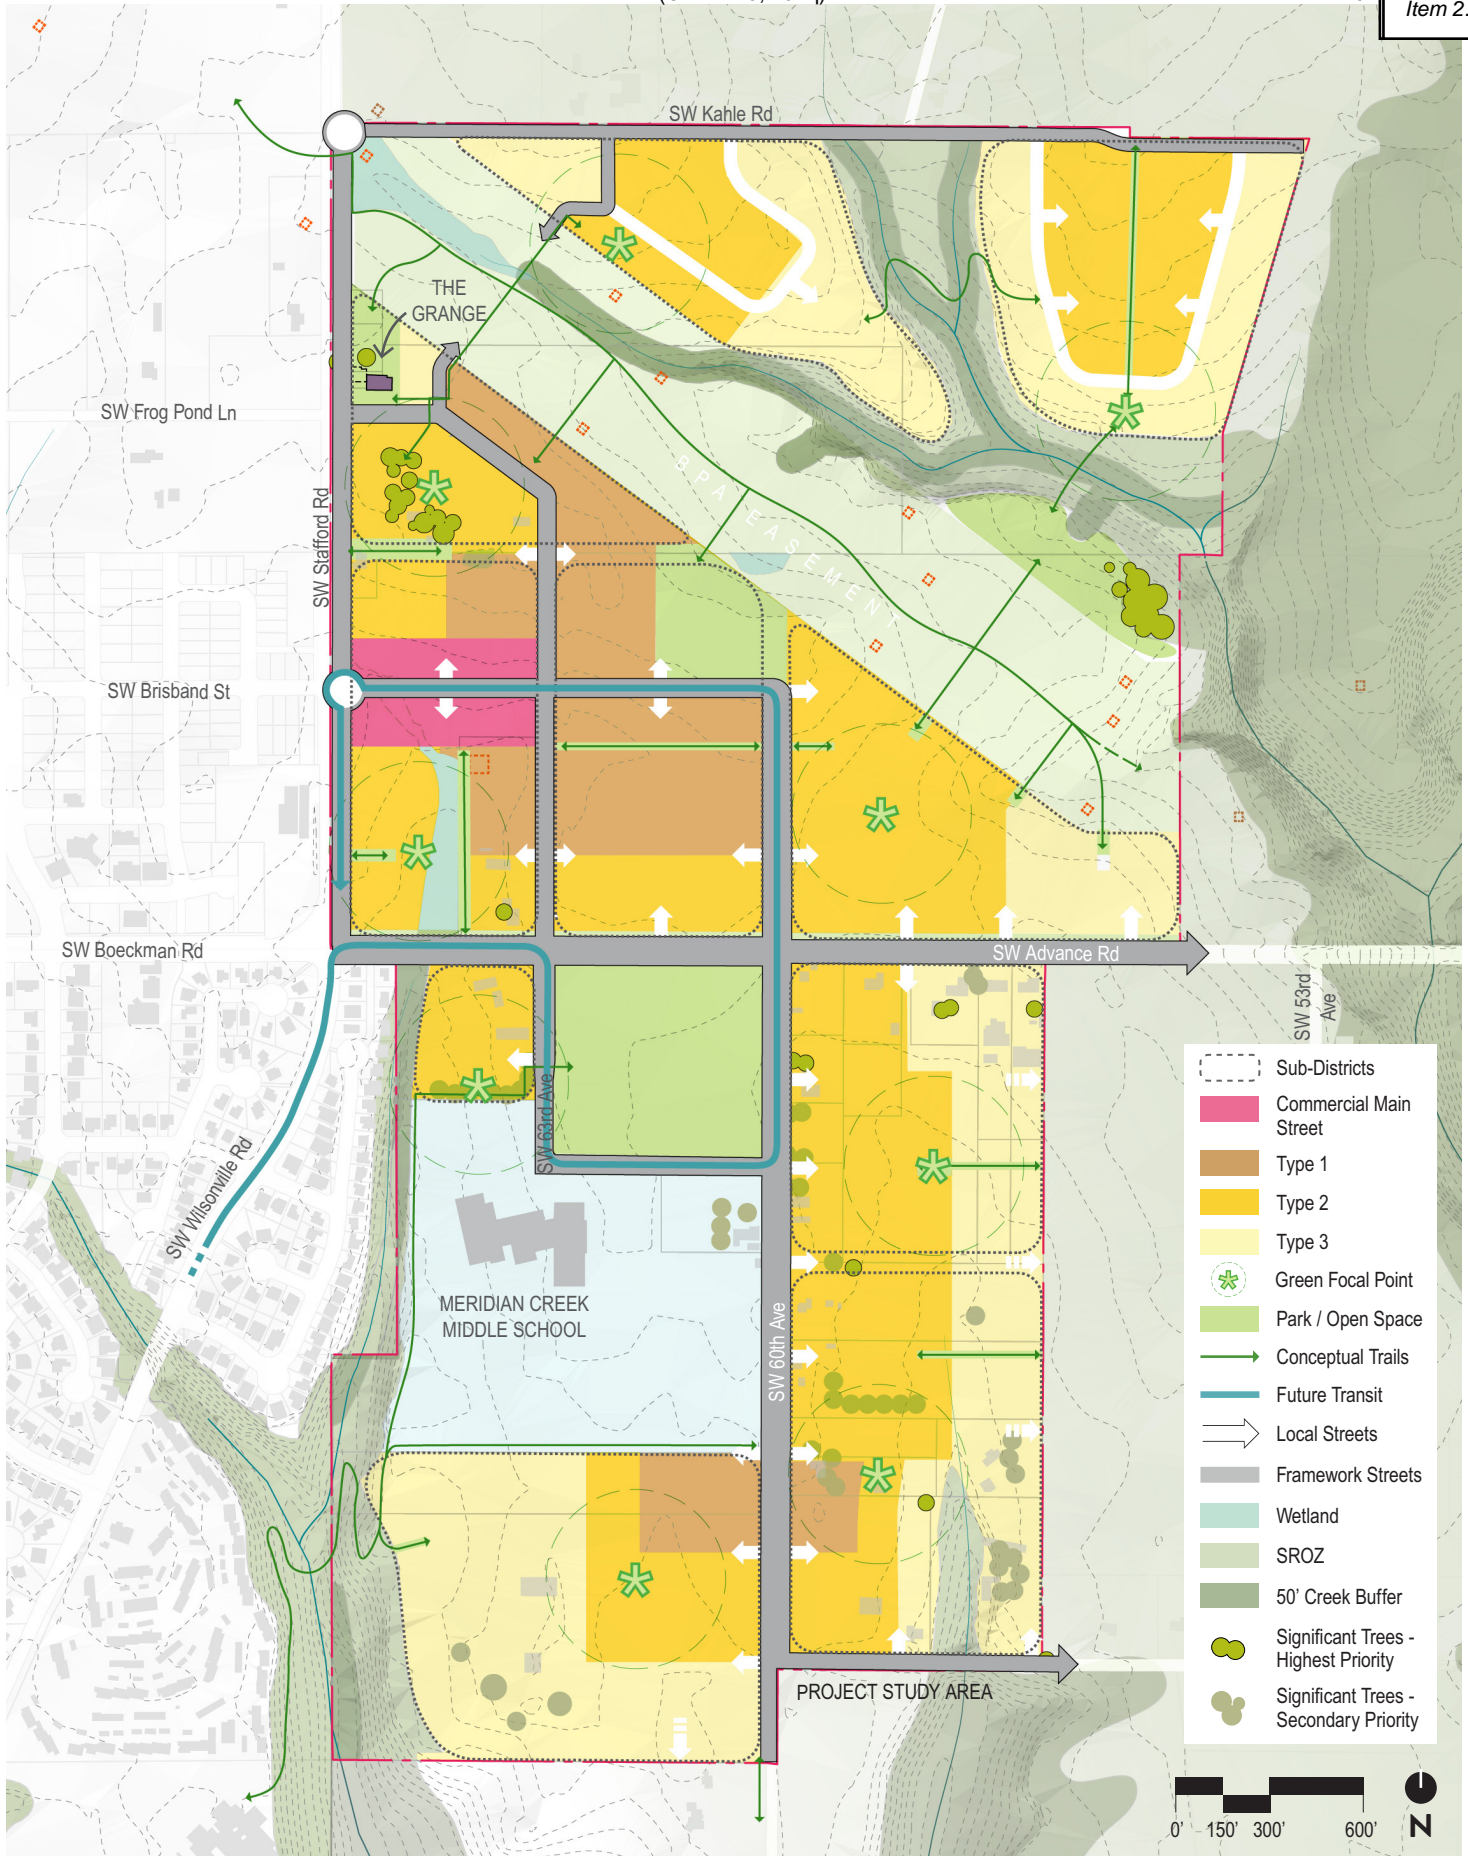 Item 2.
SW Kahle Rd
THE
GRANGE
SW Frog Pond Ln
SW Stafford Rd
BPA EASEMENT
SW Brisband St
SW Boeckman Rd
SW Advance Rd
SW 53rd
Ave
SW 63rd Ave
SW Wilsonville Rd
MERIDIAN CREEK
MIDDLE SCHOOL
SW 60th Ave
PROJECT STUDY AREA
Sub-Districts
Commercial Main
Street
Type 1
Type 2
Type 3
Green Focal Point
Park / Open Space
Conceptual Trails
Future Transit
Local Streets
Framework Streets
Wetland
SROZ
50' Creek Buffer
Significant Trees -
Highest Priority
Significant Trees -
Secondary Priority
0' 150' 300' 600'
N